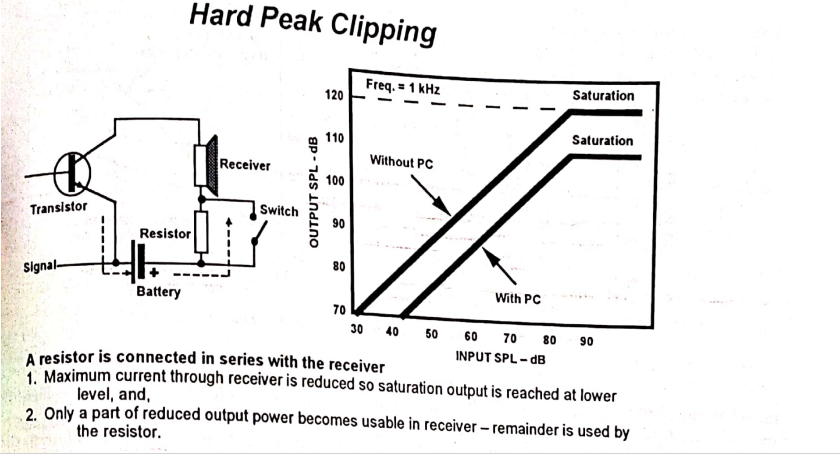 Hard Peak Clipping
Freq. = 1 kHz
Saturation
Saturation
Without PC
With PC
OUTPUT SPL - dB
120
110
100
90
80
70
30 40 50 60 70 80 90
INPUT SPL – dB
Receiver
Transistor
Switch
Resistor
Signal
+
Battery
A resistor is connected in series with the receiver
1. Maximum current through receiver is reduced so saturation output is reached at lower
level, and,
2. Only a part of reduced output power becomes usable in receiver – remainder is used by
the resistor.